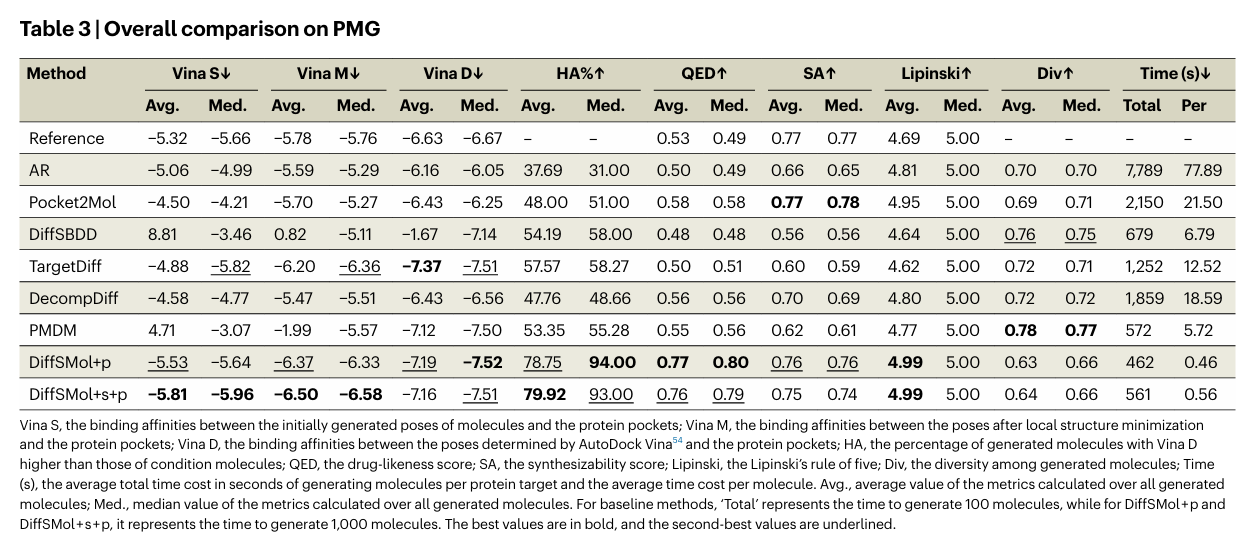 Table 3 | Overall comparison on PMG
Method Vina S↓ Vina M↓ Vina D↓ HA%↑ QED↑ SA↑ Lipinski↑ Div↑ Time (s)↓
Avg. Med. Avg. Med. Avg. Med. Avg. Med. Avg. Med. Avg. Med. Avg. Med. Avg. Med. Total Per
Reference −5.32 −5.66 −5.78 −5.76 −6.63 −6.67 – – 0.53 0.49 0.77 0.77 4.69 5.00 – – – –
AR −5.06 −4.99 −5.59 −5.29 −6.16 −6.05 37.69 31.00 0.50 0.49 0.66 0.65 4.81 5.00 0.70 0.70 7,789 77.89
Pocket2Mol −4.50 −4.21 −5.70 −5.27 −6.43 −6.25 48.00 51.00 0.58 0.58 0.77 0.78 4.95 5.00 0.69 0.71 2,150 21.50
DiffSBDD 8.81 −3.46 0.82 −5.11 −1.67 −7.14 54.19 58.00 0.48 0.48 0.56 0.56 4.64 5.00 0.76 0.75 679 6.79
TargetDiff −4.88 −5.82 −6.20 −6.36 −7.37 −7.51 57.57 58.27 0.50 0.51 0.60 0.59 4.62 5.00 0.72 0.71 1,252 12.52
DecompDiff −4.58 −4.77 −5.47 −5.51 −6.43 −6.56 47.76 48.66 0.56 0.56 0.70 0.69 4.80 5.00 0.72 0.72 1,859 18.59
PMDM 4.71 −3.07 −1.99 −5.57 −7.12 −7.50 53.35 55.28 0.55 0.56 0.62 0.61 4.77 5.00 0.78 0.77 572 5.72
DiffSMol+p −5.53 −5.64 −6.37 −6.33 −7.19 −7.52 78.75 94.00 0.77 0.80 0.76 0.76 4.99 5.00 0.63 0.66 462 0.46
DiffSMol+s+p −5.81 −5.96 −6.50 −6.58 −7.16 −7.51 79.92 93.00 0.76 0.79 0.75 0.74 4.99 5.00 0.64 0.66 561 0.56
Vina S, the binding affinities between the initially generated poses of molecules and the protein pockets; Vina M, the binding affinities between the poses after local structure minimization
and the protein pockets; Vina D, the binding affinities between the poses determined by AutoDock Vina54 and the protein pockets; HA, the percentage of generated molecules with Vina D
higher than those of condition molecules; QED, the drug-likeness score; SA, the synthesizability score; Lipinski, the Lipinski's rule of five; Div, the diversity among generated molecules; Time
(s), the average total time cost in seconds of generating molecules per protein target and the average time cost per molecule. Avg., average value of the metrics calculated over all generated
molecules; Med., median value of the metrics calculated over all generated molecules. For baseline methods, 'Total' represents the time to generate 100 molecules, while for DiffSMol+p and
DiffSMol+s+p, it represents the time to generate 1,000 molecules. The best values are in bold, and the second-best values are underlined.